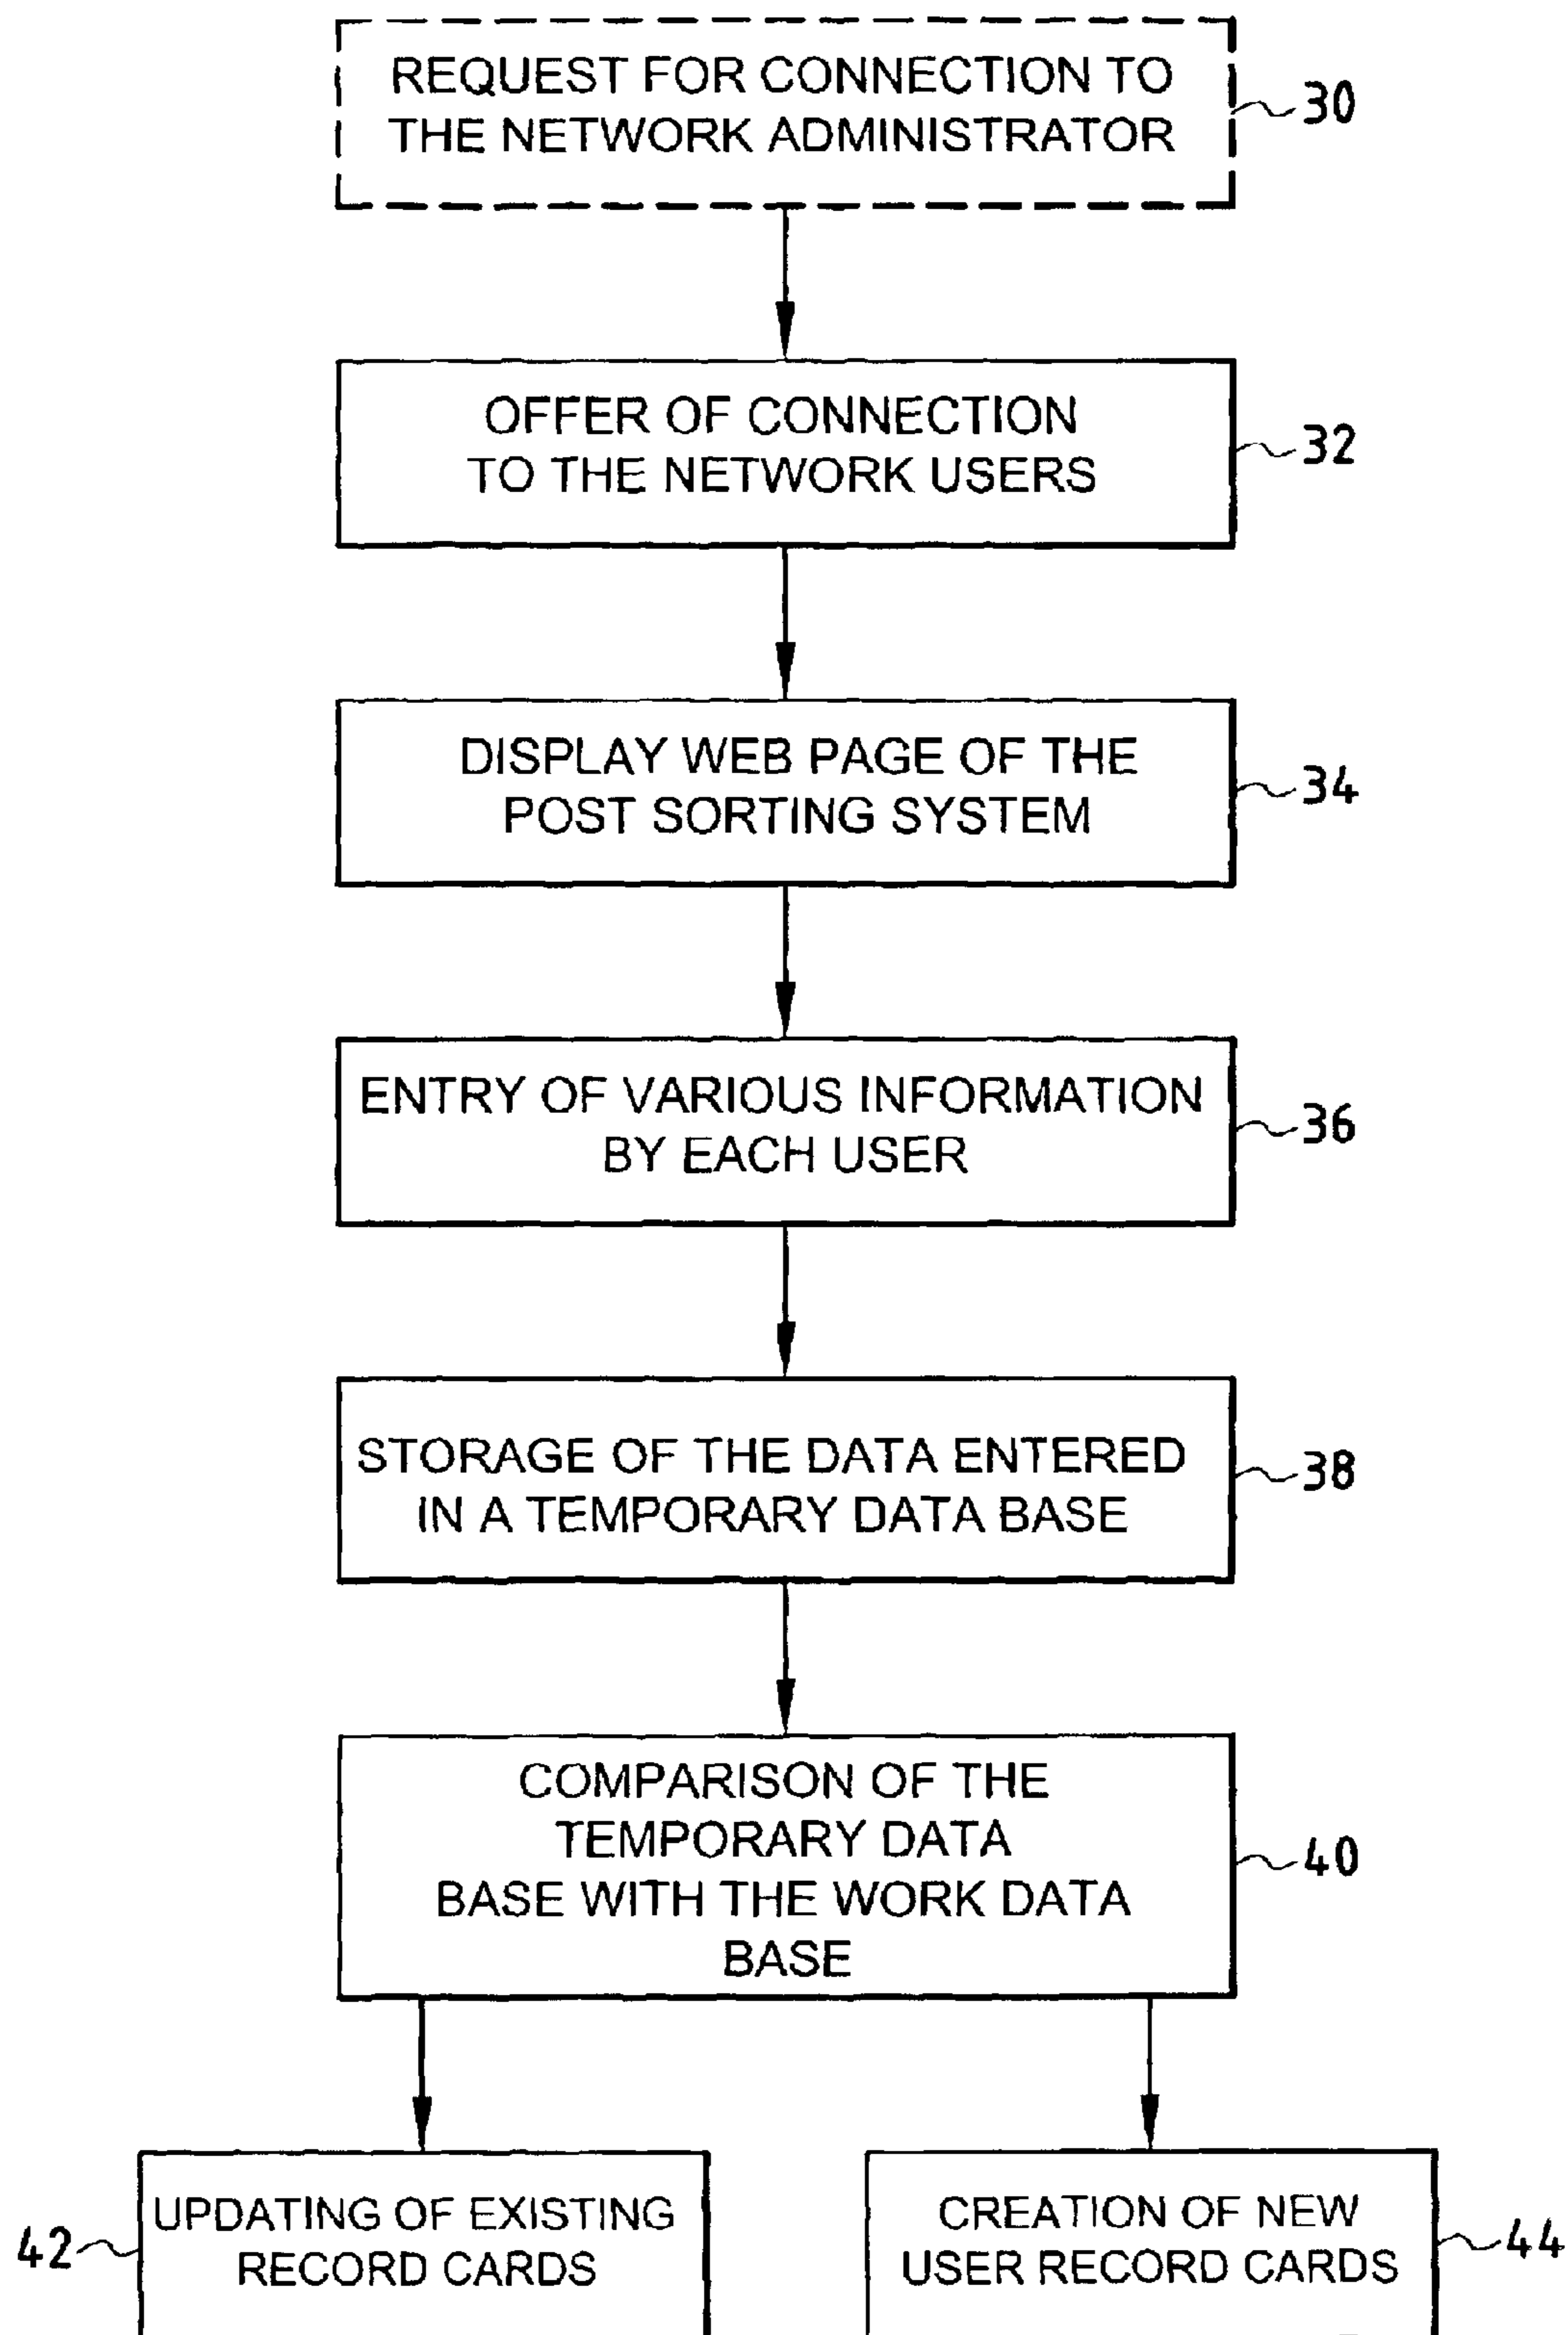 REQUEST FOR CONNECTION TO
THE NETWORK ADMINISTRATOR
30
OFFER OF CONNECTION
TO THE NETWORK USERS
32
DISPLAY WEB PAGE OF THE
POST SORTING SYSTEM
34
ENTRY OF VARIOUS INFORMATION
BY EACH USER
36
STORAGE OF THE DATA ENTERED
IN A TEMPORARY DATA BASE
38
COMPARISON OF THE
TEMPORARY DATA
BASE WITH THE WORK DATA
BASE
40
42
UPDATING OF EXISTING
RECORD CARDS
CREATION OF NEW
USER RECORD CARDS
44